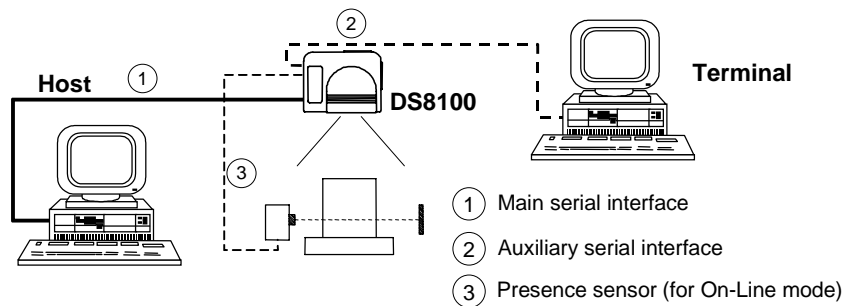 2
Host
1
Terminal
DS8100
3
1 Main serial interface
2 Auxiliary serial interface
3 Presence sensor (for On-Line mode)